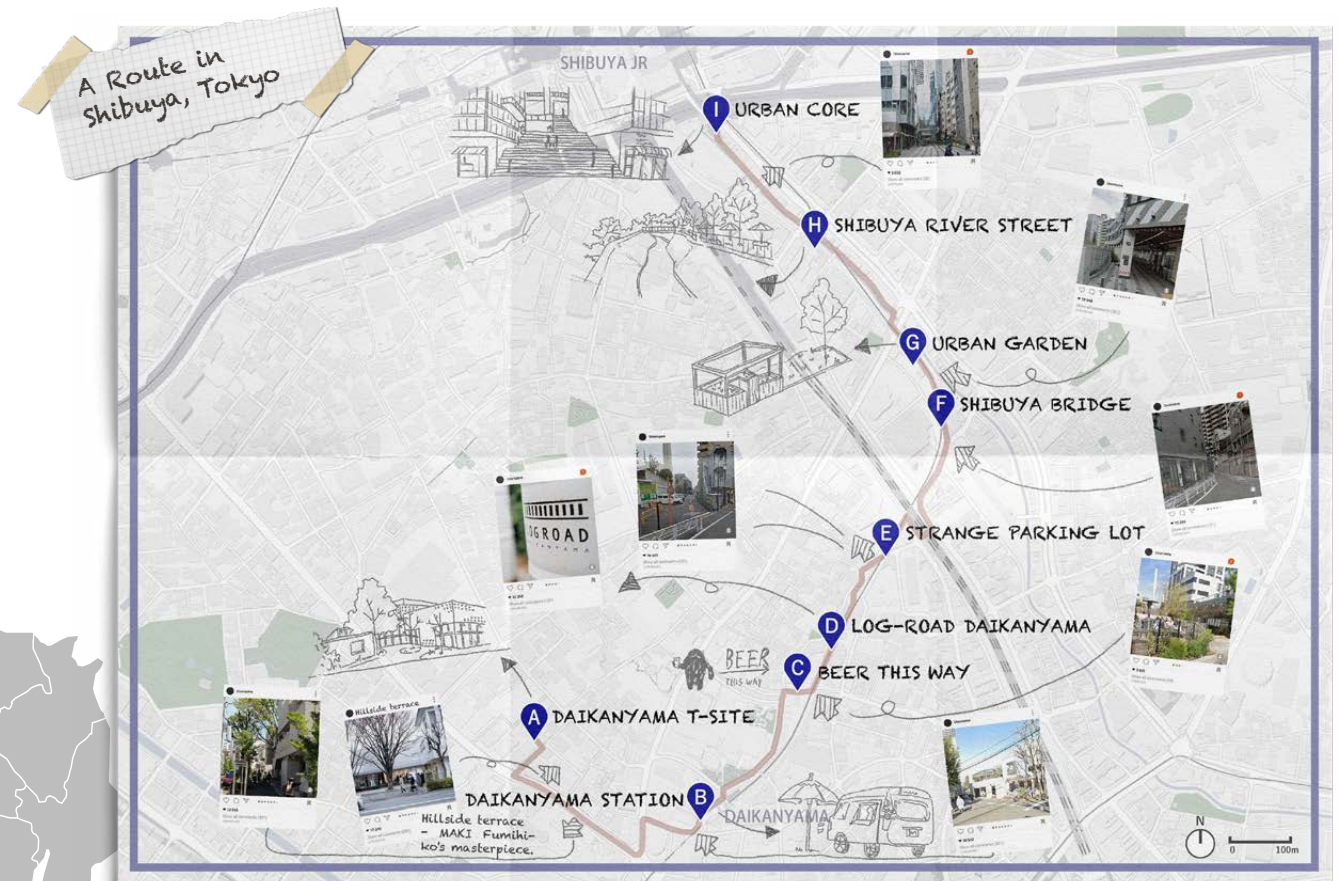 A Route in
Shibuya, Tokyo
SHIBUYA JR
I
URBAN CORE
H
SHIBUYA RIVER STREET
G
URBAN GARDEN
F
SHIBUYA BRIDGE
E
STRANGE PARKING LOT
OGROAD
D
LOG-ROAD DAIKANYAMA
BEER
THIS WAY
C
BEER THIS WAY
A
DAIKANYAMA T-SITE
Hillside terrace
DAIKANYAMA STATION
B
DAIKANYAMA
Hillside terrace
- MAKI Fumihi-
ko's masterpiece.
N
0
100m